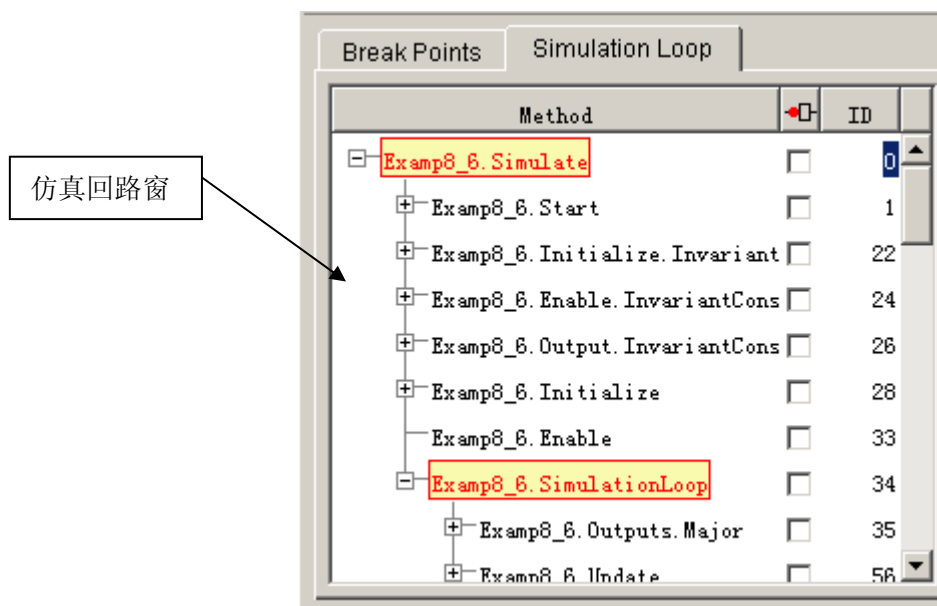 Break Points Simulation Loop
Method ID
Examp8_6.Simulate 0
仿真回路窗
Examp8_6.Start 1
Examp8_6.Initialize.Invariant 22
Examp8_6.Enable.InvariantCons 24
Examp8_6.Output.InvariantCons 26
Examp8_6.Initialize 28
Examp8_6.Enable 33
Examp8_6.SimulationLoop 34
Examp8_6.Outputs.Major 35
Examp8_6.Update 56